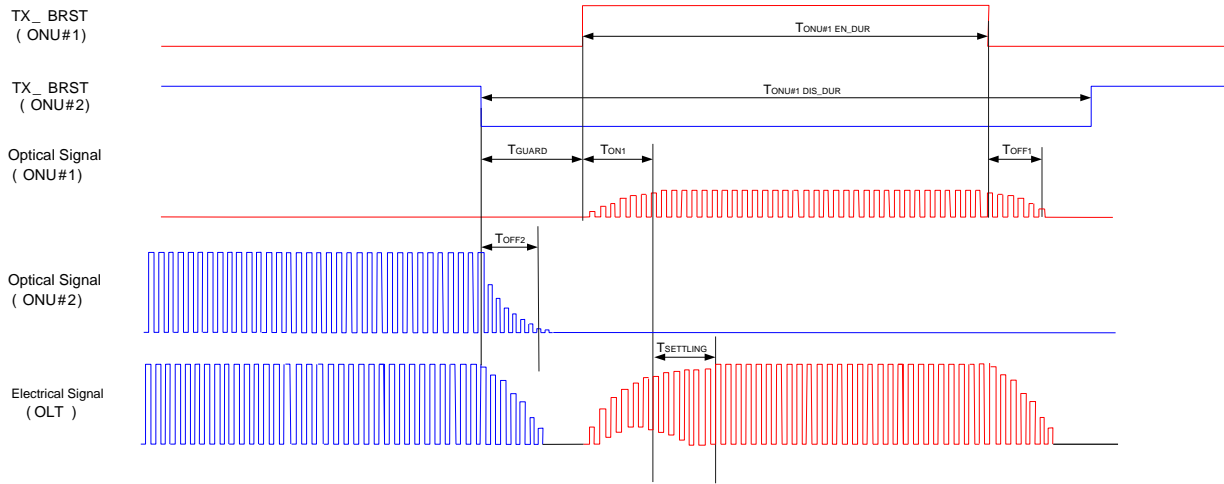 TX_ BRST
( ONU#1)
TONU#1 EN_DUR
TX_ BRST
( ONU#2)
TONU#1 DIS_DUR
Optical Signal
( ONU#1)
TGUARD
TON1
TOFF1
TOFF2
Optical Signal
( ONU#2)
TSETTLING
Electrical Signal
( OLT )